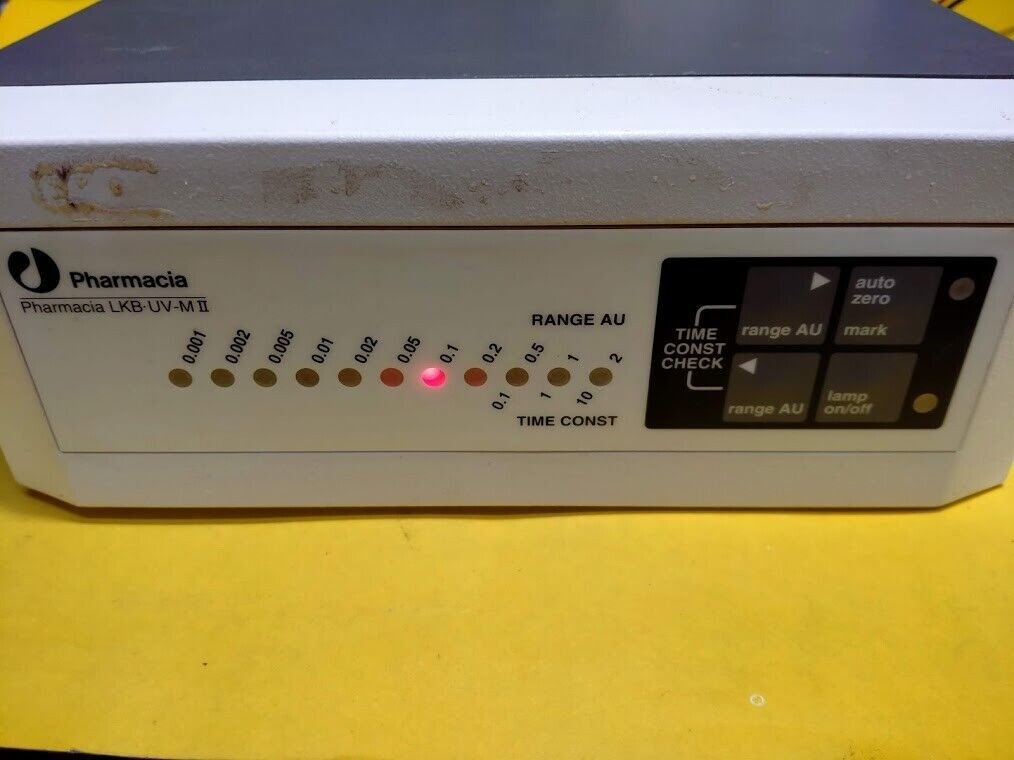 Pharmacia
Pharmacia LKB·UV-M II
RANGE AU
0.001 0.002 0.005 0.01 0.02 0.05 0.1 0.2 0.5 1 2
0.1 1 10
TIME CONST
TIME
CONST
CHECK
range AU
auto
zero
mark
range AU
lamp
on/off